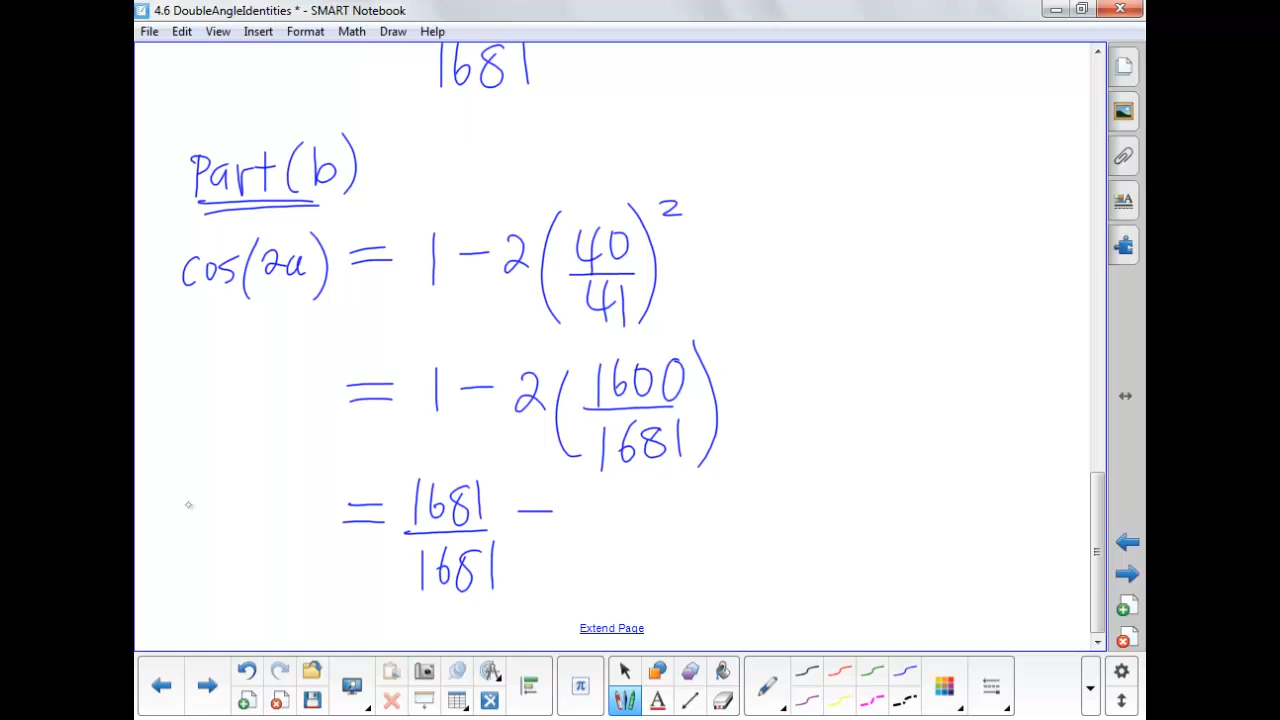 4.6 DoubleAngleIdentities * - SMART Notebook
File Edit View Insert Format Math Draw Help
1681
Part (b)
cos(2a) = 1 - 2(40/41)²
= 1 - 2(1600/1681)
= 1681/1681 -
Extend Page